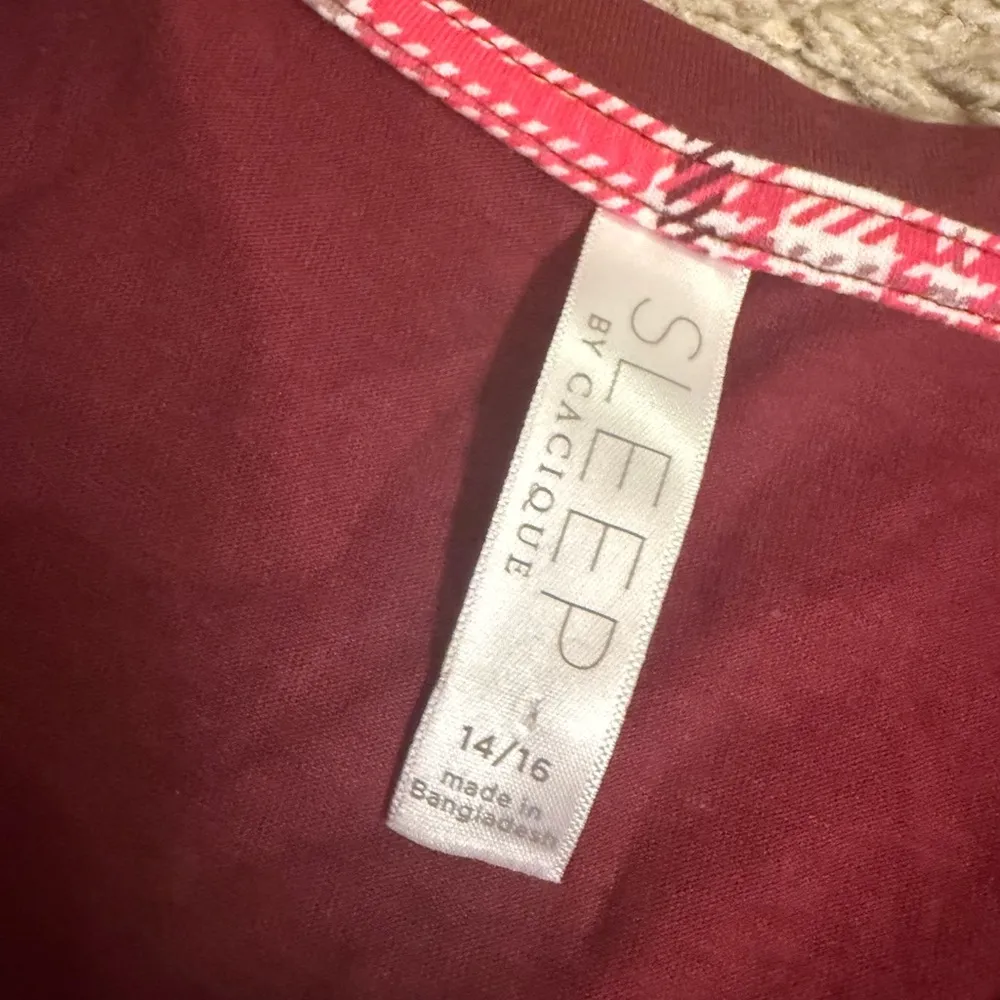 SLEEP
BY CACIQUE
14/16
made in
Bangladesh